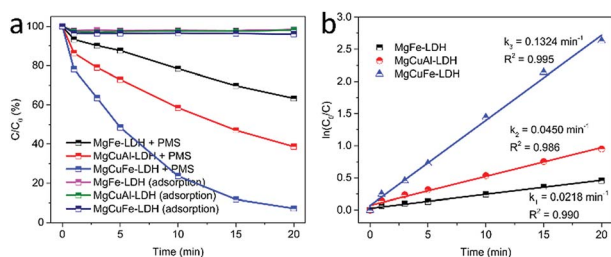 a
C/C₀ (%)
100
80
60
40
20
0
MgFe-LDH + PMS
MgCuAl-LDH + PMS
MgCuFe-LDH + PMS
MgFe-LDH (adsorption)
MgCuAl-LDH (adsorption)
MgCuFe-LDH (adsorption)
0 5 10 15 20
Time (min)
b
ln(C₀/C)
3.0
2.5
2.0
1.5
1.0
0.5
0.0
MgFe-LDH
MgCuAl-LDH
MgCuFe-LDH
k₃ = 0.1324 min⁻¹
R² = 0.995
k₂ = 0.0450 min⁻¹
R² = 0.986
k₁ = 0.0218 min⁻¹
R² = 0.990
0 5 10 15 20
Time (min)